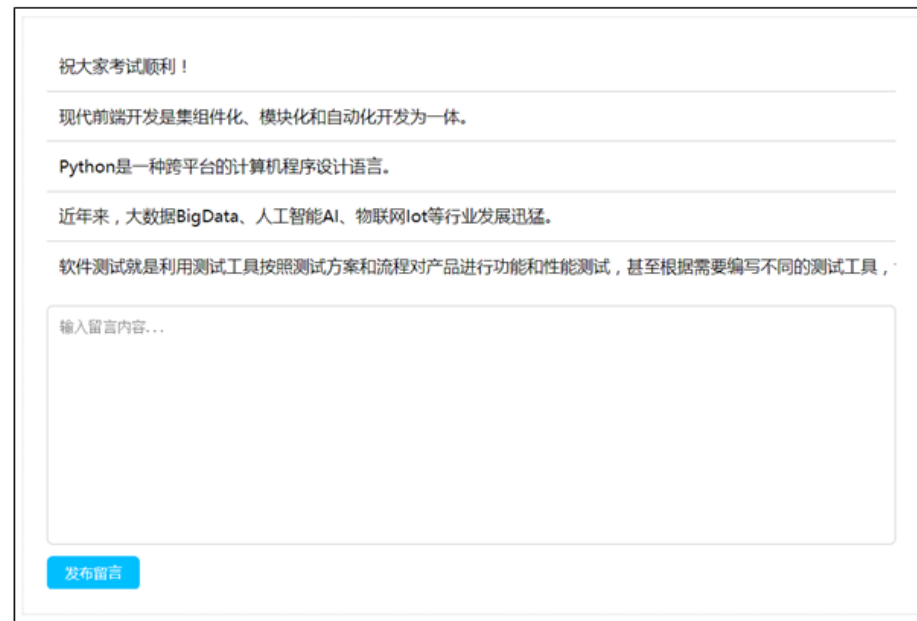 祝大家考试顺利！
现代前端开发是集组件化、模块化和自动化开发为一体。
Python是一种跨平台的计算机程序设计语言。
近年来，大数据BigData、人工智能AI、物联网Iot等行业发展迅猛。
软件测试就是利用测试工具按照测试方案和流程对产品进行功能和性能测试，甚至根据需要编写不同的测试工具，
输入留言内容...
发布留言